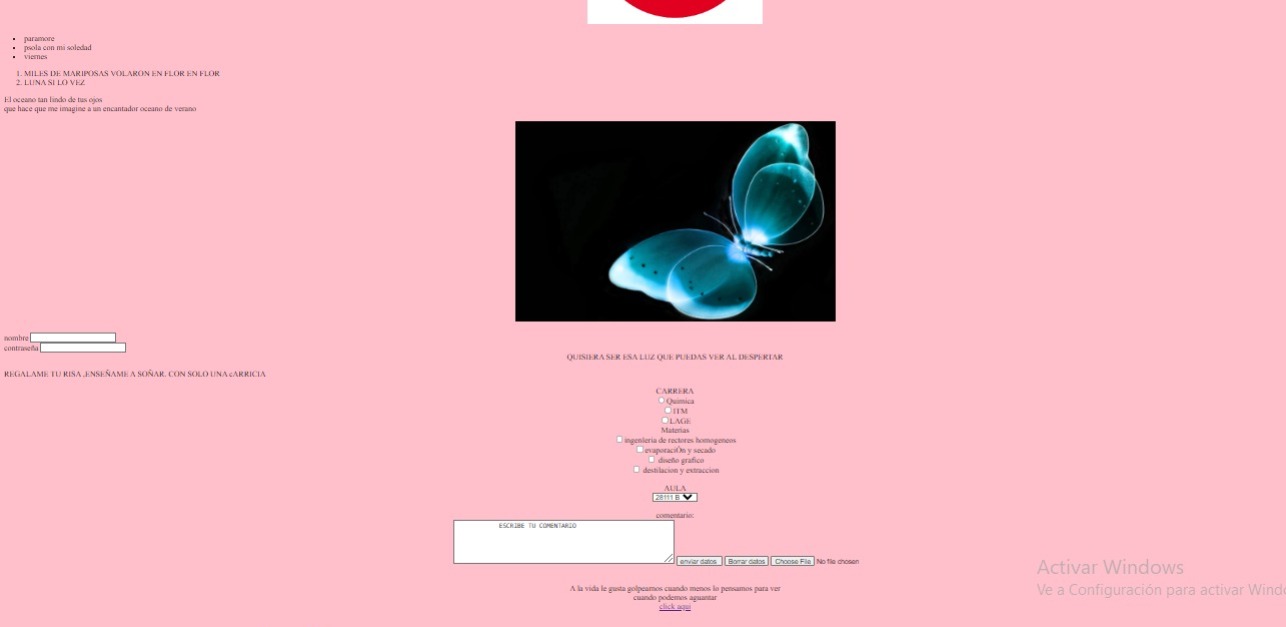 paramore
psola con mi soledad
viernes
1. MILES DE MARIPOSAS VOLARON EN FLOR EN FLOR
2. LUNA SI LO VEZ
El oceano tan lindo de tus ojos
que hace que me imagine a un encantador oceano de verano
nombre
contraseña
QUISIERA SER ESA LUZ QUE PUEDAS VER AL DESPERTAR
REGALAME TU RISA ,ENSEÑAME A SOÑAR. CON SOLO UNA cARRICIA
CARRERA
Quimica
ITM
LAGE
Materias
ingenieria de rectores homogeneos
evaporaciÓn y secado
diseño grafico
destilacion y extraccion
AULA
28111 B
comentario:
ESCRIBE TU COMENTARIO
enviar datos Borrar datos Choose File No file chosen
A la vida le gusta golpearnos cuando menos lo pensamos para ver
cuando podemos aguantar
click aqui
Activar Windows
Ve a Configuración para activar Windo